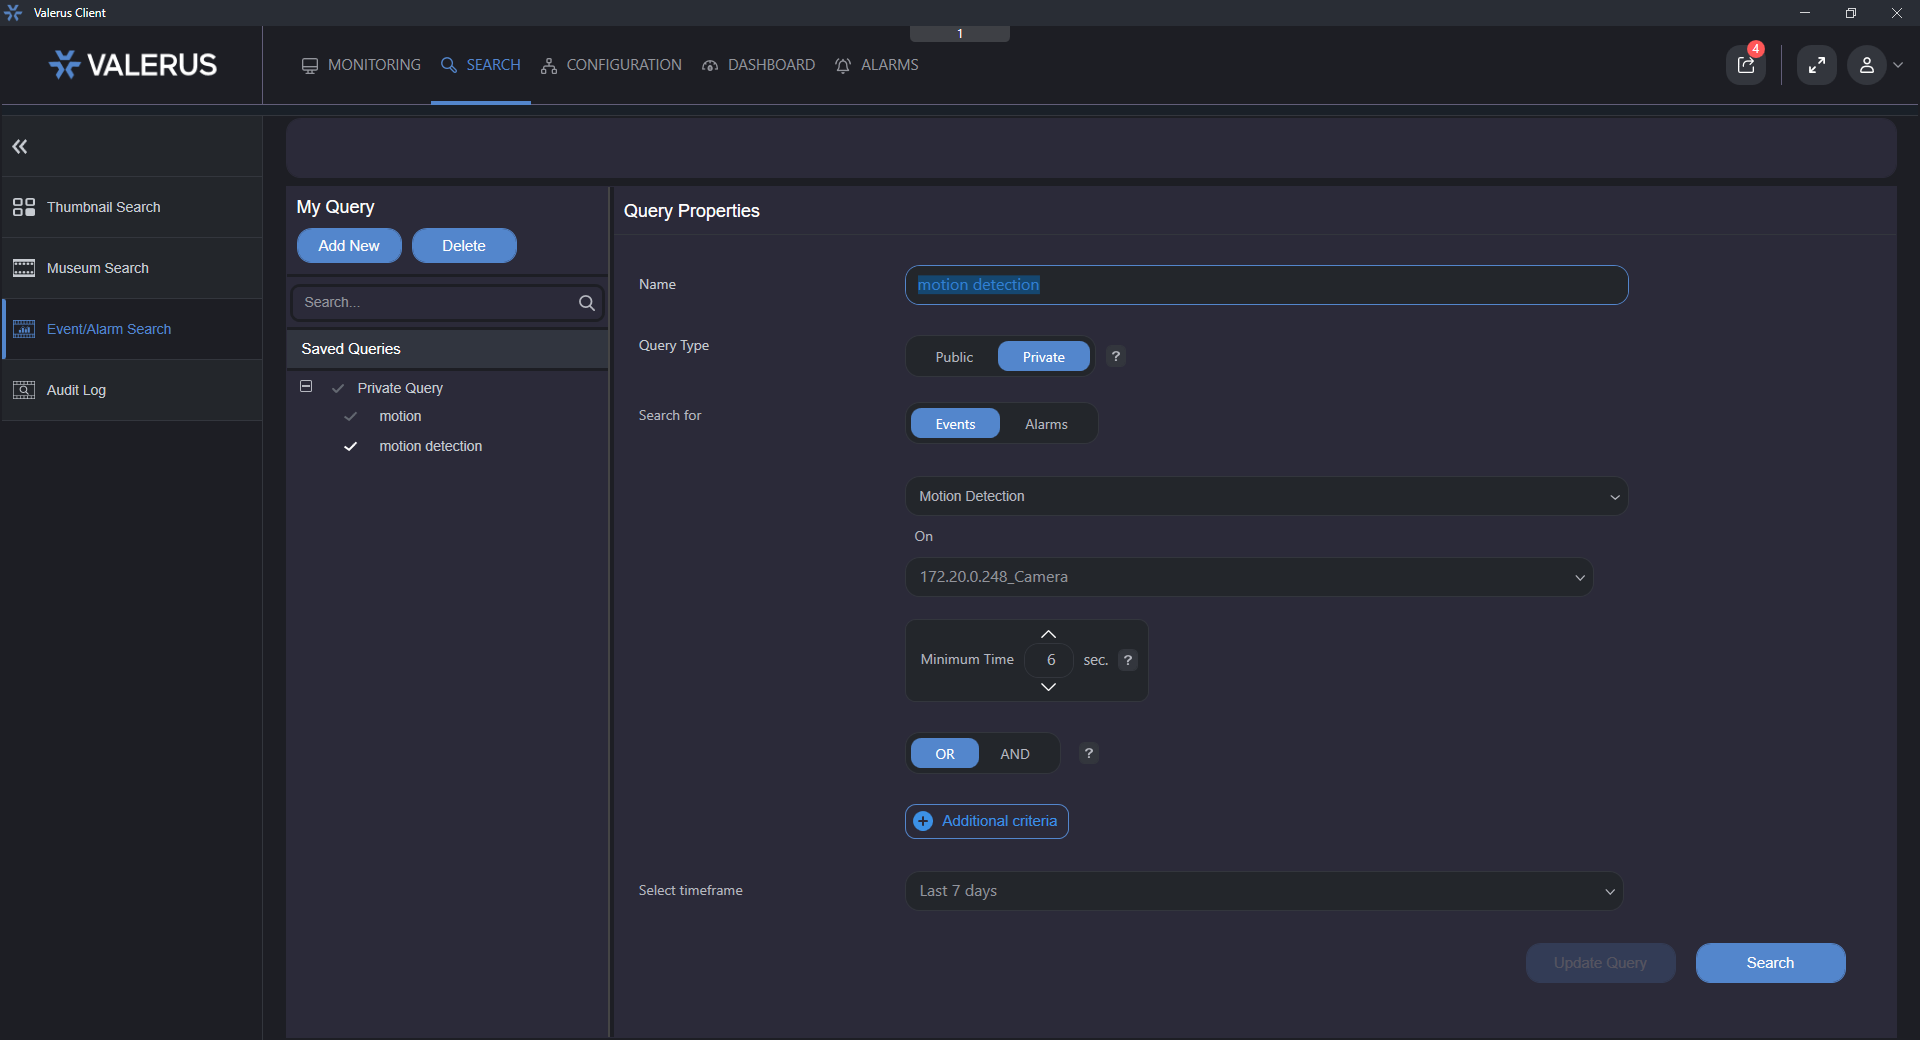 Valerus Client
1
VALERUS
MONITORING
SEARCH
CONFIGURATION
DASHBOARD
ALARMS
4
Thumbnail Search
Museum Search
Event/Alarm Search
Audit Log
My Query
Add New
Delete
Search...
Saved Queries
Private Query
motion
motion detection
Query Properties
Name
motion detection
Query Type
Public
Private
?
Search for
Events
Alarms
Motion Detection
On
172.20.0.248_Camera
Minimum Time
6
sec.
?
OR
AND
?
Additional criteria
Select timeframe
Last 7 days
Update Query
Search